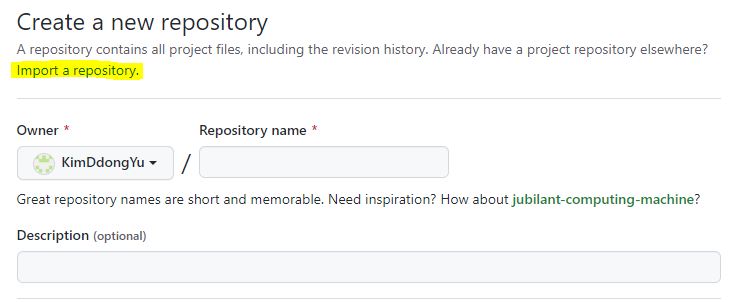 Create a new repository
A repository contains all project files, including the revision history. Already have a project repository elsewhere?
Import a repository.
Owner * Repository name *
KimDdongYu /
Great repository names are short and memorable. Need inspiration? How about jubilant-computing-machine?
Description (optional)